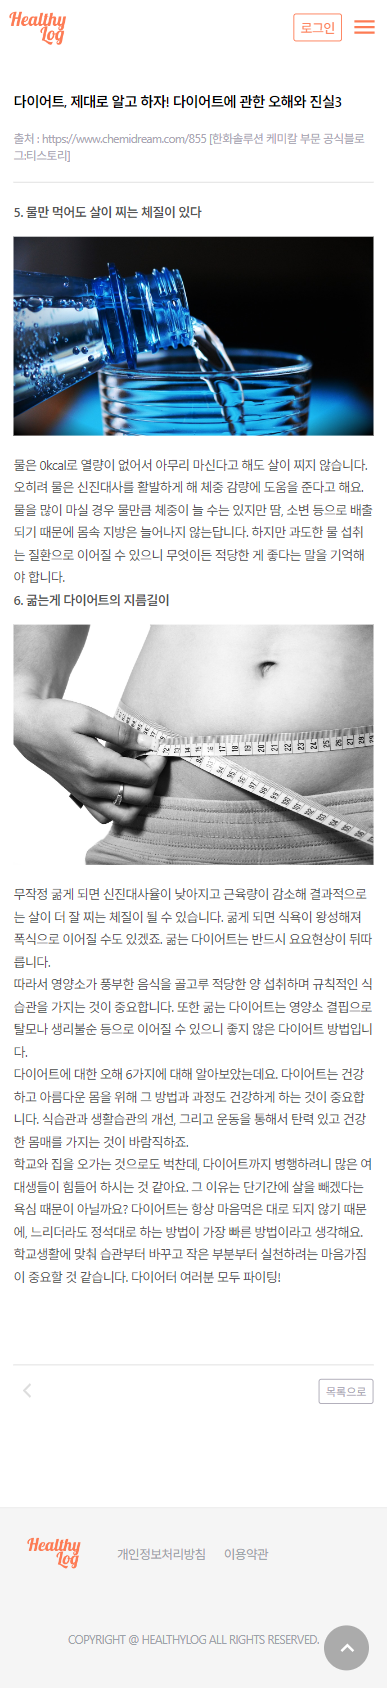 Healthy
Log
로그인
다이어트, 제대로 알고 하자! 다이어트에 관한 오해와 진실3
출처 : https://www.chemidream.com/855 [한화솔루션 케미칼 부문 공식블로
그:티스토리]
5. 물만 먹어도 살이 찌는 체질이 있다
물은 0kcal로 열량이 없어서 아무리 마신다고 해도 살이 찌지 않습니다.
오히려 물은 신진대사를 활발하게 해 체중 감량에 도움을 준다고 해요.
물을 많이 마실 경우 물만큼 체중이 늘 수는 있지만 땀, 소변 등으로 배출
되기 때문에 몸속 지방은 늘어나지 않는답니다. 하지만 과도한 물 섭취
는 질환으로 이어질 수 있으니 무엇이든 적당한 게 좋다는 말을 기억해
야 합니다.
6. 굶는게 다이어트의 지름길이
무작정 굶게 되면 신진대사율이 낮아지고 근육량이 감소해 결과적으로
는 살이 더 잘 찌는 체질이 될 수 있습니다. 굶게 되면 식욕이 왕성해져
폭식으로 이어질 수도 있겠죠. 굶는 다이어트는 반드시 요요현상이 뒤따
릅니다.
따라서 영양소가 풍부한 음식을 골고루 적당한 양 섭취하며 규칙적인 식
습관을 가지는 것이 중요합니다. 또한 굶는 다이어트는 영양소 결핍으로
탈모나 생리불순 등으로 이어질 수 있으니 좋지 않은 다이어트 방법입니
다.
다이어트에 대한 오해 6가지에 대해 알아보았는데요. 다이어트는 건강
하고 아름다운 몸을 위해 그 방법과 과정도 건강하게 하는 것이 중요합
니다. 식습관과 생활습관의 개선, 그리고 운동을 통해서 탄력 있고 건강
한 몸매를 가지는 것이 바람직하죠.
학교와 집을 오가는 것으로도 벅찬데, 다이어트까지 병행하려니 많은 여
대생들이 힘들어 하시는 것 같아요. 그 이유는 단기간에 살을 빼겠다는
욕심 때문이 아닐까요? 다이어트는 항상 마음먹은 대로 되지 않기 때문
에, 느리더라도 정석대로 하는 방법이 가장 빠른 방법이라고 생각해요.
학교생활에 맞춰 습관부터 바꾸고 작은 부분부터 실천하려는 마음가짐
이 중요할 것 같습니다. 다이어터 여러분 모두 파이팅!
목록으로
Healthy
Log
개인정보처리방침 이용약관
COPYRIGHT @ HEALTHYLOG ALL RIGHTS RESERVED.